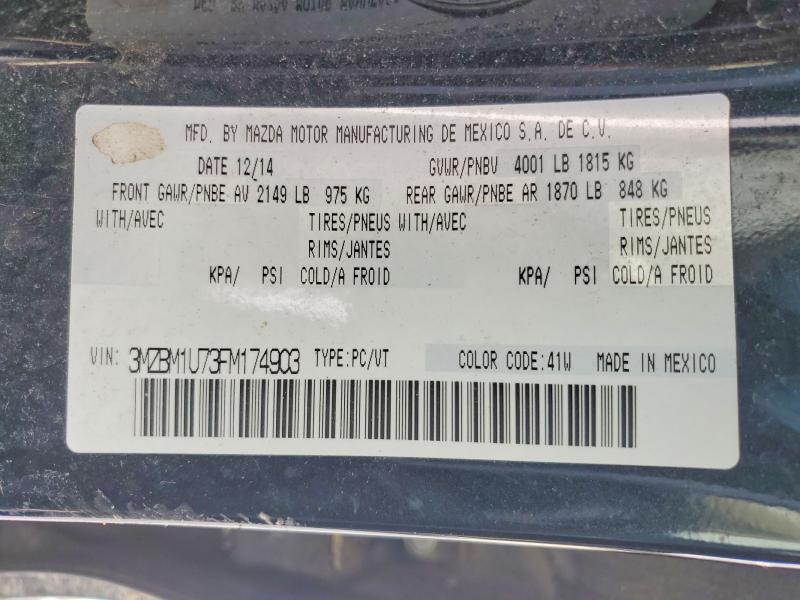 MFD. BY MAZDA MOTOR MANUFACTURING DE MEXICO S.A. DE C.V.
DATE 12/14 GVWR/PNBV 4001 LB 1815 KG
FRONT GAWR/PNBE AV 2149 LB 975 KG REAR GAWR/PNBE AR 1870 LB 848 KG
WITH/AVEC TIRES/PNEUS WITH/AVEC TIRES/PNEUS
RIMS/JANTES RIMS/JANTES
KPA/ PSI COLD/A FROID KPA/ PSI COLD/A FROID
VIN: 3MZBM1U73FM174903 TYPE:PC/VT COLOR CODE:41W MADE IN MEXICO